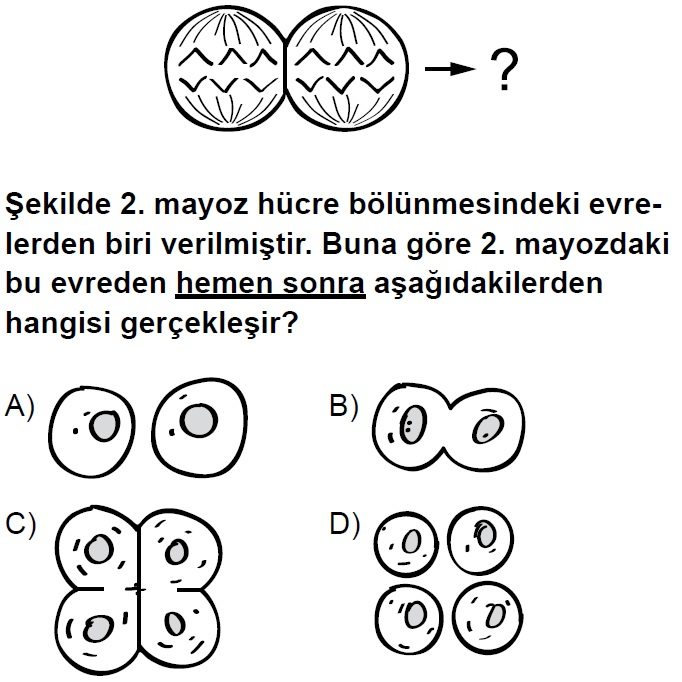 ?
Şekilde 2. mayoz hücre bölünmesindeki evre-
lerden biri verilmiştir. Buna göre 2. mayozdaki
bu evreden hemen sonra aşağıdakilerden
hangisi gerçekleşir?
A) B)
C) D)